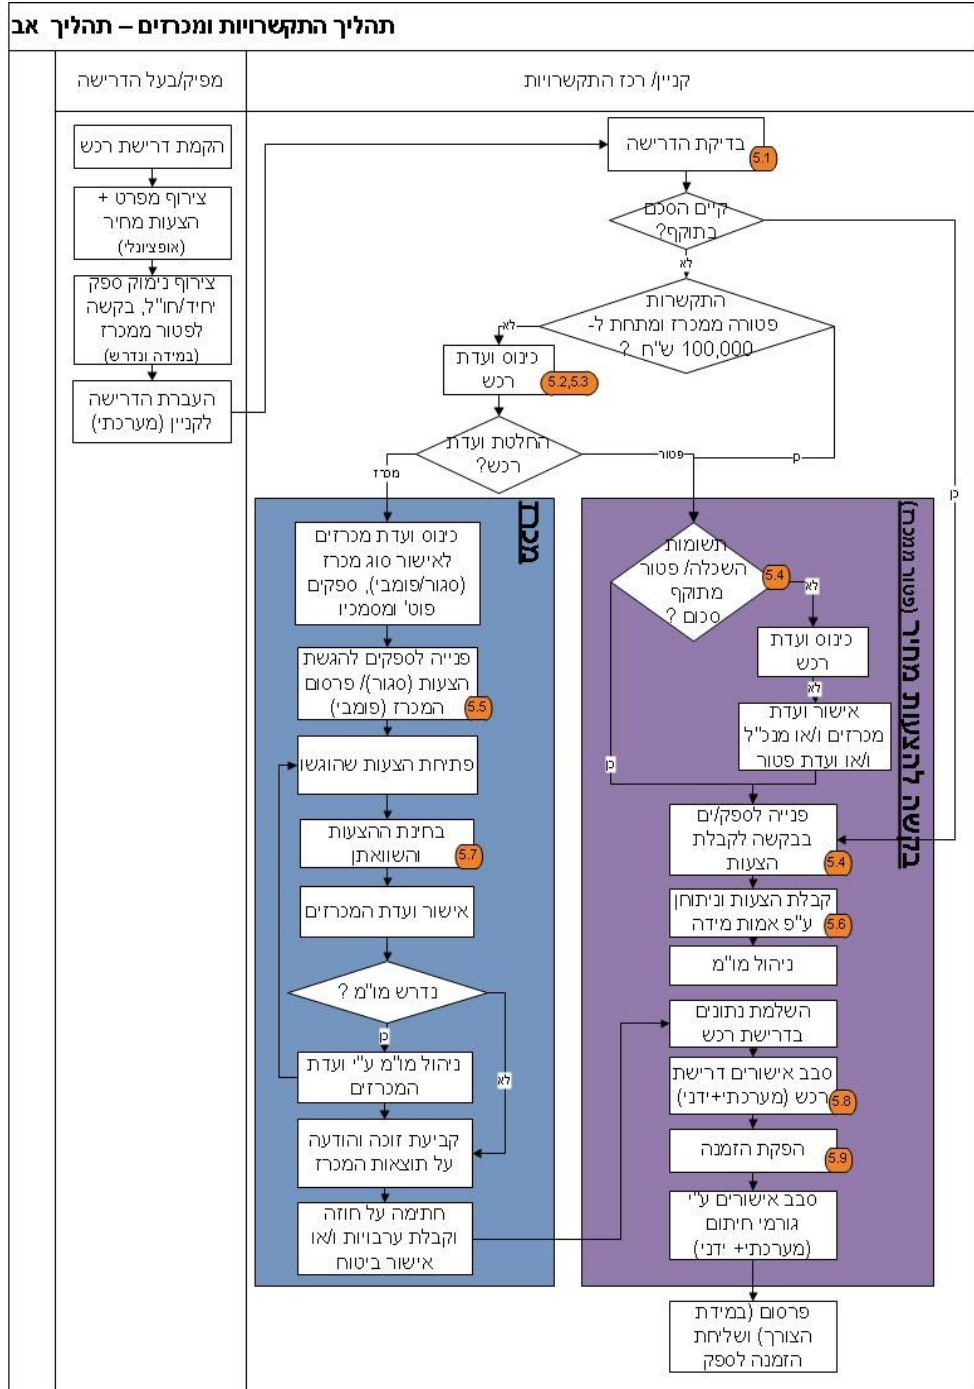 תהליך התקשרויות ומכרזים – תהליך אב
קניין/ רכז התקשרויות
מפיק/בעל הדרישה
הקמת דרישת רכש
צירוף מפרט +
הצעות מחיר
(אופציונלי)
צירוף נימוק ספק
יחיד/חו"ל, בקשה
לפטור ממכרז
(במידה ונדרש)
העברת הדרישה
לקניין (מערכתי)
בדיקת הדרישה
5.1
קיים הסכם
בתוקף?
לא
כן
התקשרות
פטורה ממכרז ומתחת ל-
100,000 ש"ח ?
לא
כן
כינוס ועדת
רכש
5.2,5.3
החלטת ועדת
רכש?
מכרז
פטור
מכרז
כינוס ועדת מכרזים
לאישור סוג מכרז
(סגור/פומבי), ספקים
פוט' ומסמכיו
פנייה לספקים להגשת
הצעות (סגור)/ פרסום
המכרז (פומבי)
5.5
פתיחת הצעות שהוגשו
בחינת ההצעות
והשוואתן
5.7
אישור ועדת המכרזים
נדרש מו"מ ?
כן
לא
ניהול מו"מ ע"י ועדת
המכרזים
קביעת זוכה והודעה
על תוצאות המכרז
חתימה על חוזה
וקבלת ערבויות ו/או
אישור ביטוח
בקשה להצעות מחיר (פטור ממכרז)
תשומות
השכלה/ פטור
מתוקף
סכום ?
5.4
לא
כן
כינוס ועדת
רכש
לא
אישור ועדת
מכרזים ו/או מנכ"ל
ו/או ועדת פטור
פנייה לספק/ים
בבקשה לקבלת
הצעות
5.4
קבלת הצעות וניתוחן
ע"פ אמות מידה
5.6
ניהול מו"מ
השלמת נתונים
בדרישת רכש
סבב אישורים דרישת
רכש (מערכתי+ידני)
5.8
הפקת הזמנה
5.9
סבב אישורים ע"י
גורמי חיתום
(מערכתי+ ידני)
פרסום (במידת
הצורך) ושליחת
הזמנה לספק